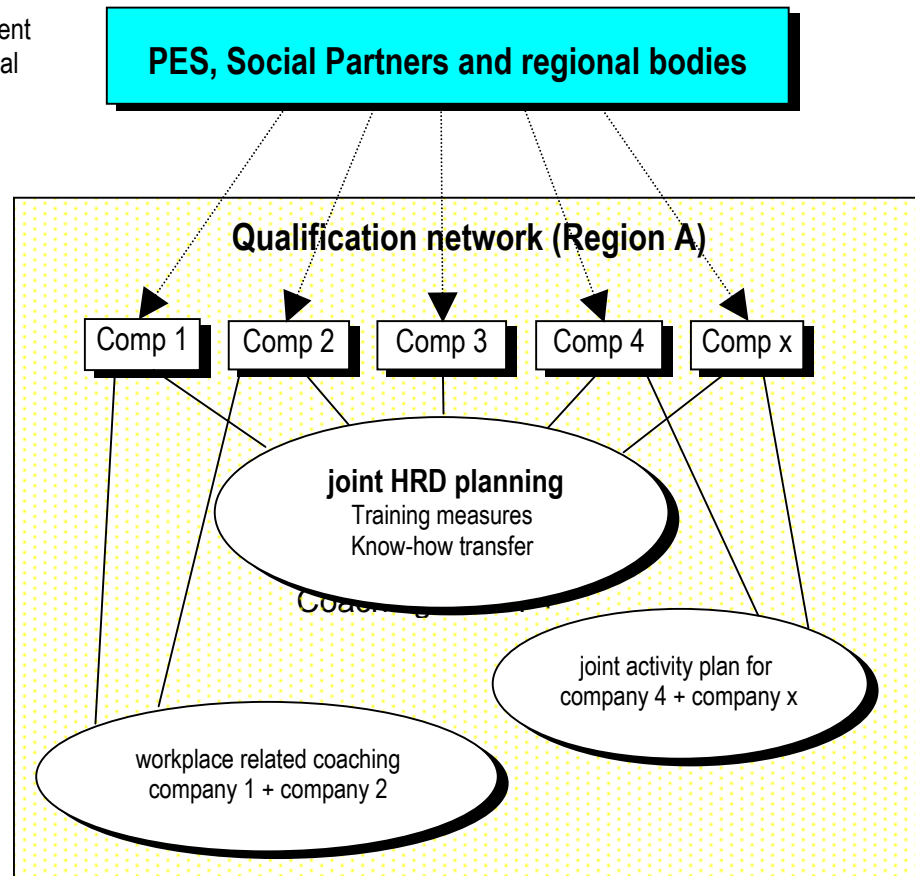 PES, Social Partners and regional bodies
Qualification network (Region A)
Comp 1
Comp 2
Comp 3
Comp 4
Comp x
joint HRD planning
Training measures
Know-how transfer
joint activity plan for
company 4 + company x
workplace related coaching
company 1 + company 2